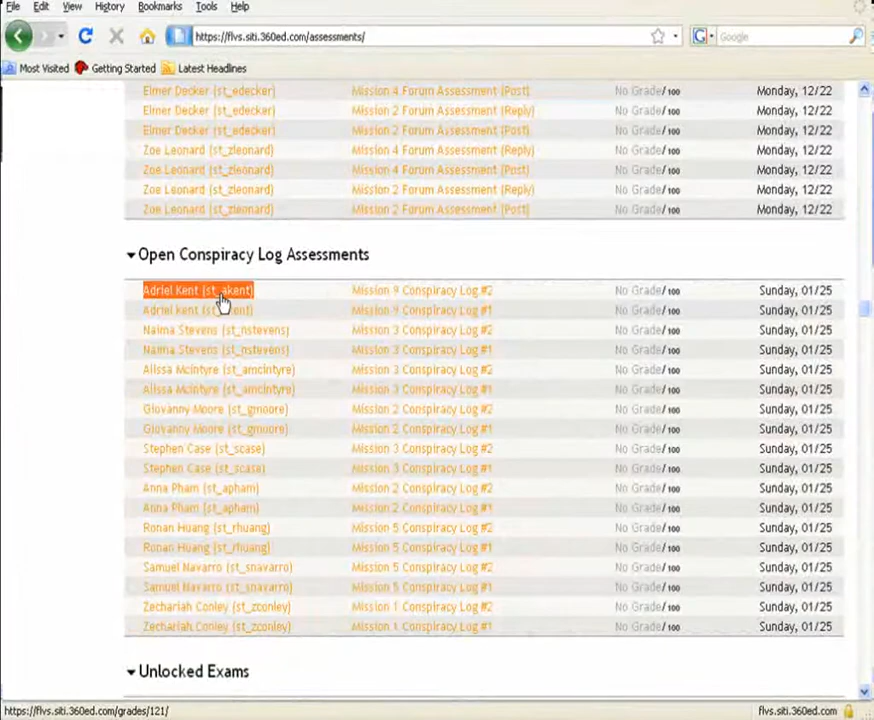 File Edit View History Bookmarks Tools Help
https://flvs.siti.360ed.com/assessments/ Google
Most Visited Getting Started Latest Headlines
Elmer Decker (st_edecker) Mission 4 Forum Assessment (Post) No Grade/100 Monday, 12/22
Elmer Decker (st_edecker) Mission 2 Forum Assessment (Reply) No Grade/100 Monday, 12/22
Elmer Decker (st_edecker) Mission 2 Forum Assessment (Post) No Grade/100 Monday, 12/22
Zoe Leonard (st_zleonard) Mission 4 Forum Assessment (Reply) No Grade/100 Monday, 12/22
Zoe Leonard (st_zleonard) Mission 4 Forum Assessment (Post) No Grade/100 Monday, 12/22
Zoe Leonard (st_zleonard) Mission 2 Forum Assessment (Reply) No Grade/100 Monday, 12/22
Zoe Leonard (st_zleonard) Mission 2 Forum Assessment (Post) No Grade/100 Monday, 12/22
Open Conspiracy Log Assessments
Adriel Kent (st_akent) Mission 9 Conspiracy Log #2 No Grade/100 Sunday, 01/25
Adriel Kent (st_akent) Mission 9 Conspiracy Log #1 No Grade/100 Sunday, 01/25
Naima Stevens (st_nstevens) Mission 3 Conspiracy Log #2 No Grade/100 Sunday, 01/25
Naima Stevens (st_nstevens) Mission 3 Conspiracy Log #1 No Grade/100 Sunday, 01/25
Alissa Mcintyre (st_amcintyre) Mission 3 Conspiracy Log #2 No Grade/100 Sunday, 01/25
Alissa Mcintyre (st_amcintyre) Mission 3 Conspiracy Log #1 No Grade/100 Sunday, 01/25
Giovanny Moore (st_gmoore) Mission 2 Conspiracy Log #2 No Grade/100 Sunday, 01/25
Giovanny Moore (st_gmoore) Mission 2 Conspiracy Log #1 No Grade/100 Sunday, 01/25
Stephen Case (st_scase) Mission 3 Conspiracy Log #2 No Grade/100 Sunday, 01/25
Stephen Case (st_scase) Mission 3 Conspiracy Log #1 No Grade/100 Sunday, 01/25
Anna Pham (st_apham) Mission 2 Conspiracy Log #2 No Grade/100 Sunday, 01/25
Anna Pham (st_apham) Mission 2 Conspiracy Log #1 No Grade/100 Sunday, 01/25
Ronan Huang (st_rhuang) Mission 5 Conspiracy Log #2 No Grade/100 Sunday, 01/25
Ronan Huang (st_rhuang) Mission 5 Conspiracy Log #1 No Grade/100 Sunday, 01/25
Samuel Navarro (st_snavarro) Mission 5 Conspiracy Log #2 No Grade/100 Sunday, 01/25
Samuel Navarro (st_snavarro) Mission 5 Conspiracy Log #1 No Grade/100 Sunday, 01/25
Zechariah Conley (st_zconley) Mission 1 Conspiracy Log #2 No Grade/100 Sunday, 01/25
Zechariah Conley (st_zconley) Mission 1 Conspiracy Log #1 No Grade/100 Sunday, 01/25
Unlocked Exams
https://flvs.siti.360ed.com/grades/121/ flvs.siti.360ed.com